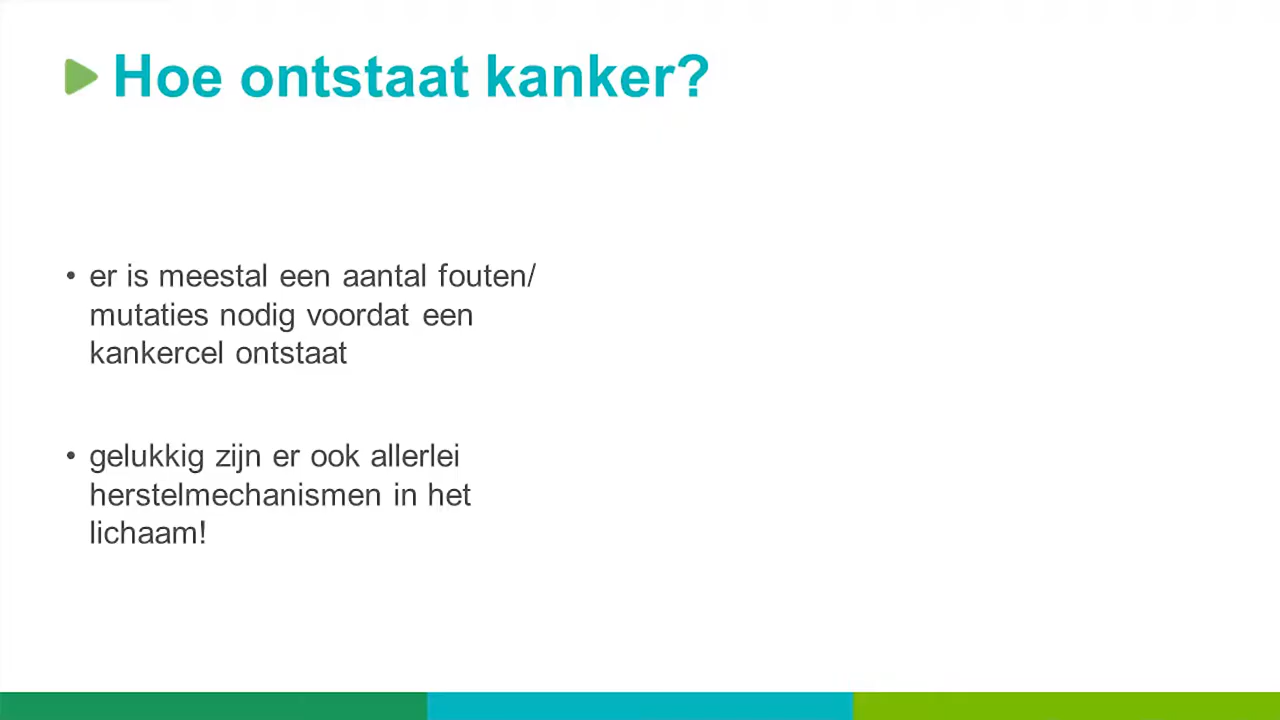 Hoe ontstaat kanker?
• er is meestal een aantal fouten/
mutaties nodig voordat een
kankercel ontstaat
• gelukkig zijn er ook allerlei
herstelmechanismen in het
lichaam!